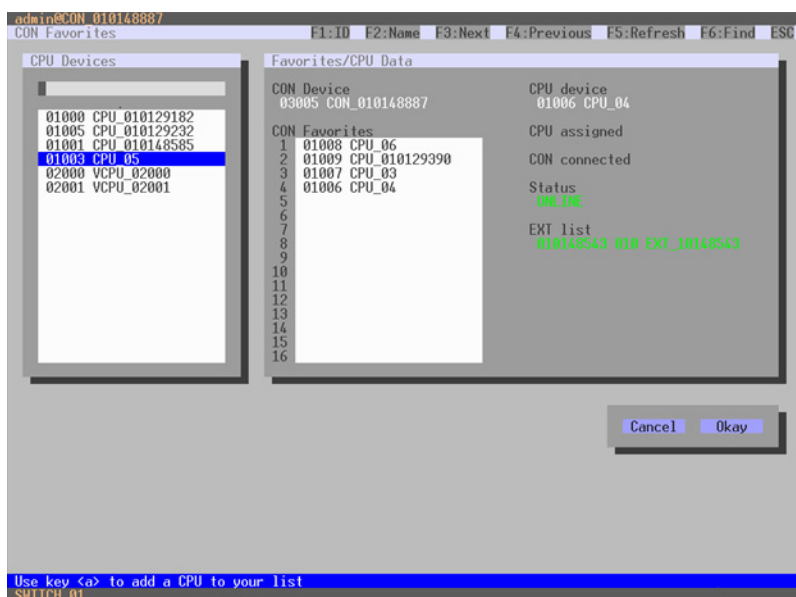 admin@CON_010148887
CON Favorites F1:ID F2:Name F3:Next F4:Previous F5:Refresh F6:Find ESC
CPU Devices
01000 CPU_010129182
01005 CPU_010129232
01001 CPU_010148585
01003 CPU_05
02000 VCPU_02000
02001 VCPU_02001
Favorites/CPU Data
CON Device
03005 CON_010148887
CON Favorites
1 01008 CPU_06
2 01009 CPU_010129390
3 01007 CPU_03
4 01006 CPU_04
5
6
7
8
9
10
11
12
13
14
15
16
CPU device
01006 CPU_04
CPU assigned
CON connected
Status
ONLINE
EXT list
010148543 010 EXT_10148543
Cancel Okay
Use key <a> to add a CPU to your list
SWITCH_01